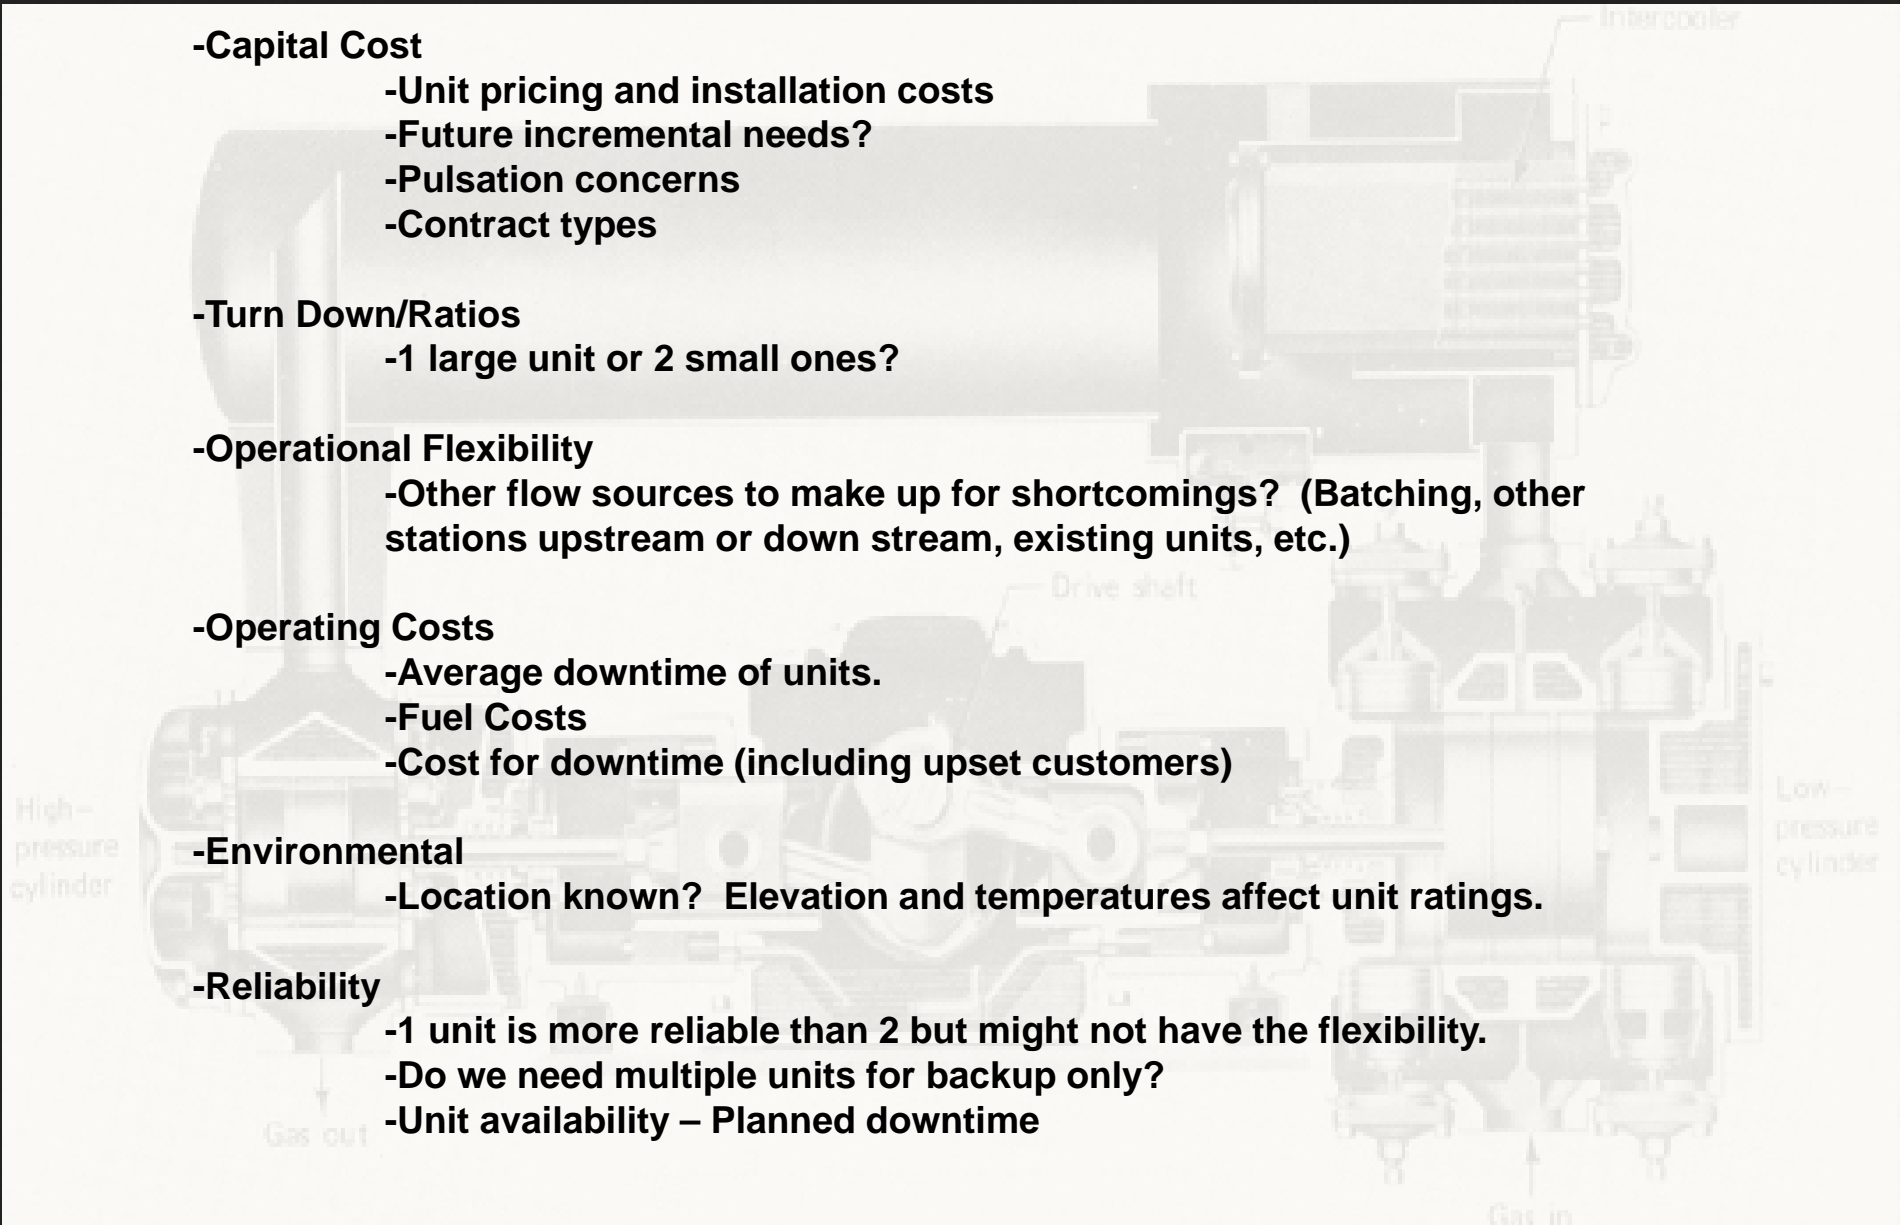 Intercooler
-Capital Cost
-Unit pricing and installation costs
-Future incremental needs?
-Pulsation concerns
-Contract types
-Turn Down/Ratios
-1 large unit or 2 small ones?
-Operational Flexibility
-Other flow sources to make up for shortcomings?  (Batching, other
stations upstream or down stream, existing units, etc.)
Drive shaft
-Operating Costs
-Average downtime of units.
-Fuel Costs
-Cost for downtime (including upset customers)
High-
pressure
cylinder
Low-
pressure
cylinder
-Environmental
-Location known?  Elevation and temperatures affect unit ratings.
-Reliability
-1 unit is more reliable than 2 but might not have the flexibility.
-Do we need multiple units for backup only?
-Unit availability – Planned downtime
Gas out
Gas in